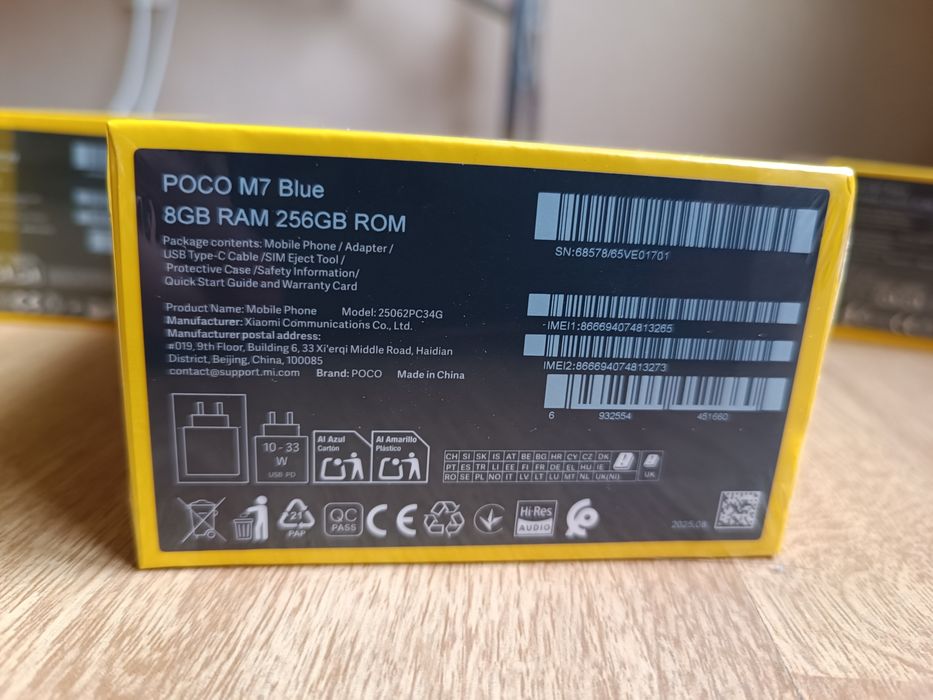 POCO M7 Blue
8GB RAM 256GB ROM
Package contents: Mobile Phone / Adapter /
USB Type-C Cable /SIM Eject Tool /
Protective Case /Safety Information/
Quick Start Guide and Warranty Card
Product Name: Mobile Phone Model: 25062PC34G
Manufacturer: Xiaomi Communications Co., Ltd.
Manufacturer postal address:
#019, 9th Floor, Building 6, 33 Xi'erqi Middle Road, Haidian
District, Beijing, China, 100085
contact@support.mi.com Brand: POCO Made in China
SN:68578/65VE01701
IMEI1:866694074813265
IMEI2:866694074813273
6 932554 451660
10 - 33
W
USB PD
Al Azul
Cartón
Al Amarillo
Plástico
CH SI SK IS AT BE BG HR CY CZ DK
PT ES TR LI EE FI FR DE EL HU IE
RO SE PL NO IT LV LT LU MT NL UK(NI)
UK
21
PAP
QC
PASS
CE
Hi-Res
AUDIO
2025.08